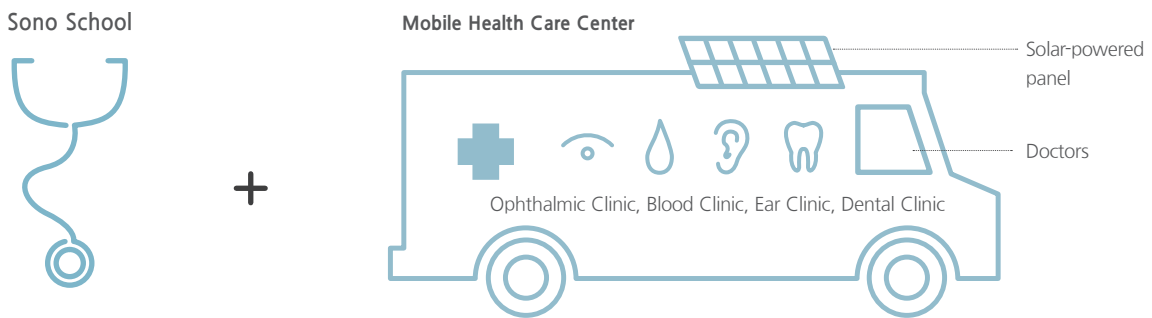 Sono School
Mobile Health Care Center
Solar-powered
panel
Doctors
Ophthalmic Clinic, Blood Clinic, Ear Clinic, Dental Clinic
+